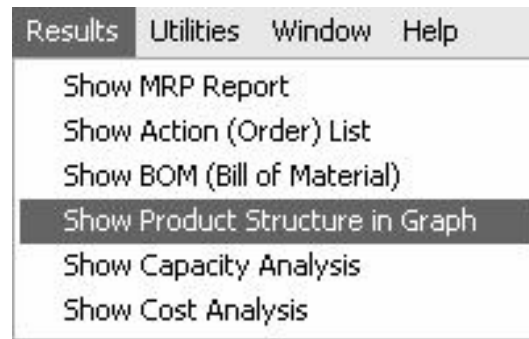 Results Utilities Window Help
Show MRP Report
Show Action (Order) List
Show BOM (Bill of Material)
Show Product Structure in Graph
Show Capacity Analysis
Show Cost Analysis